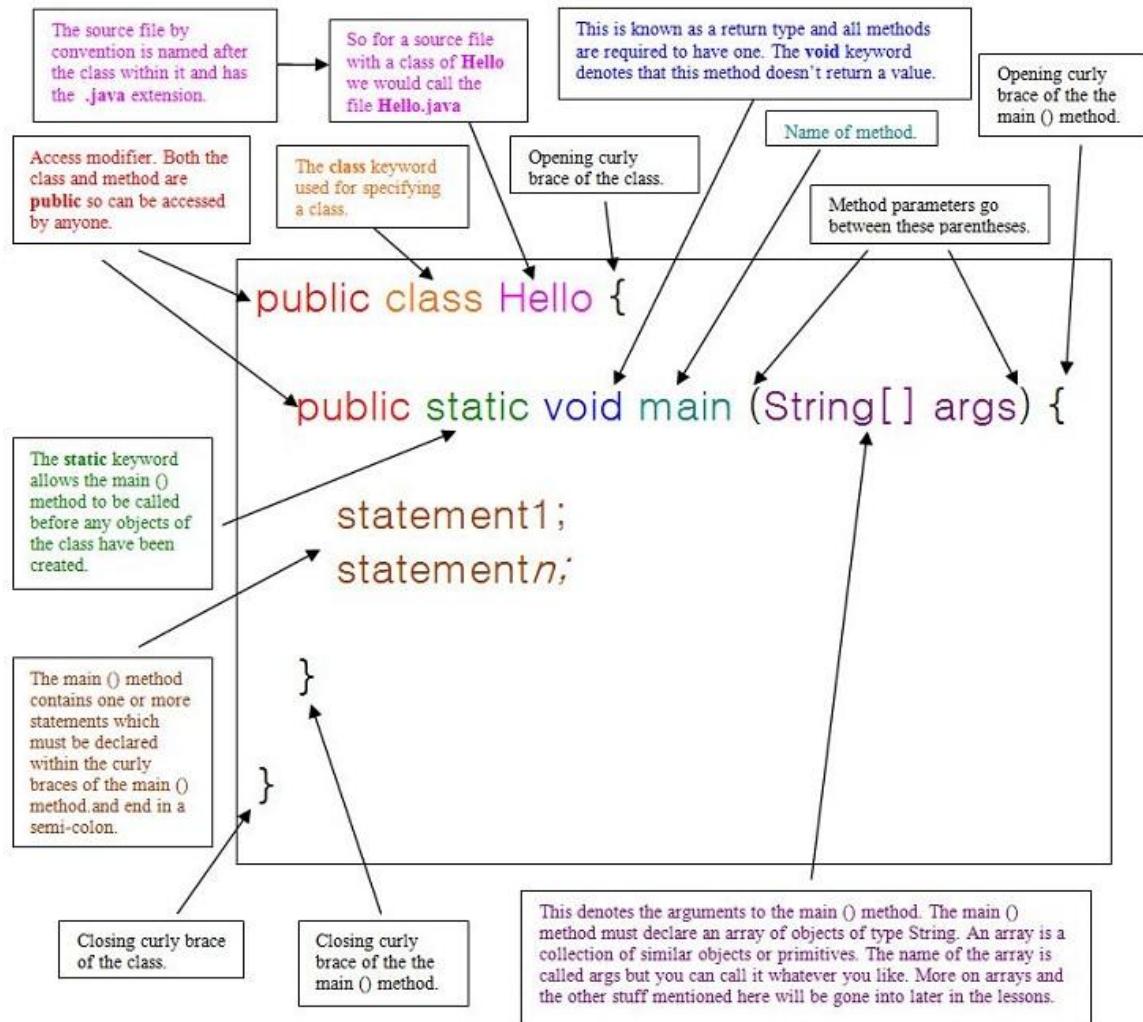 The source file by
convention is named after
the class within it and has
the .java extension.
So for a source file
with a class of Hello
we would call the
file Hello.java
This is known as a return type and all methods
are required to have one. The void keyword
denotes that this method doesn't return a value.
Opening curly
brace of the the
main () method.
Name of method.
Access modifier. Both the
class and method are
public so can be accessed
by anyone.
The class keyword
used for specifying
a class.
Opening curly
brace of the class.
Method parameters go
between these parentheses.
public class Hello {
public static void main (String[ ] args) {
The static keyword
allows the main ()
method to be called
before any objects of
the class have been
created.
statement1;
statementn;
The main () method
contains one or more
statements which
must be declared
within the curly
braces of the main ()
method.and end in a
semi-colon.
}
}
Closing curly brace
of the class.
Closing curly
brace of the the
main () method.
This denotes the arguments to the main () method. The main ()
method must declare an array of objects of type String. An array is a
collection of similar objects or primitives. The name of the array is
called args but you can call it whatever you like. More on arrays and
the other stuff mentioned here will be gone into later in the lessons.